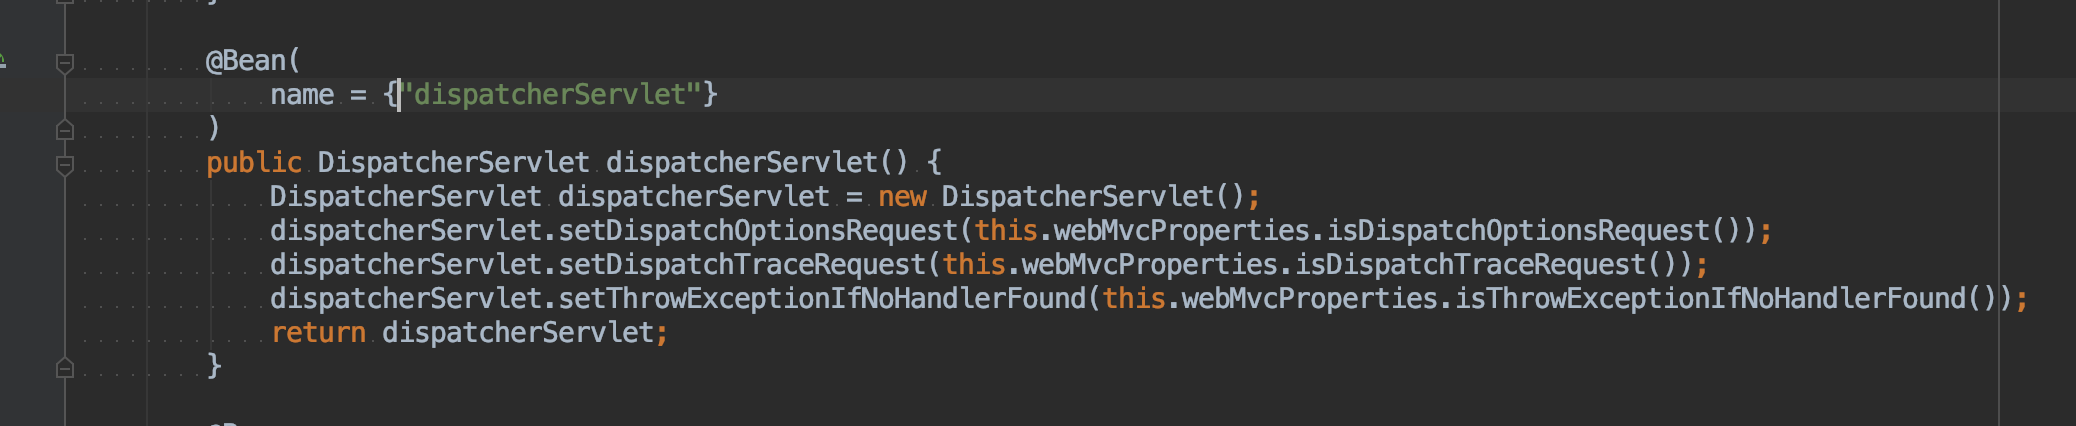 }
@Bean(
name = {"dispatcherServlet"}
)
public DispatcherServlet dispatcherServlet() {
DispatcherServlet dispatcherServlet = new DispatcherServlet();
dispatcherServlet.setDispatchOptionsRequest(this.webMvcProperties.isDispatchOptionsRequest());
dispatcherServlet.setDispatchTraceRequest(this.webMvcProperties.isDispatchTraceRequest());
dispatcherServlet.setThrowExceptionIfNoHandlerFound(this.webMvcProperties.isThrowExceptionIfNoHandlerFound());
return dispatcherServlet;
}